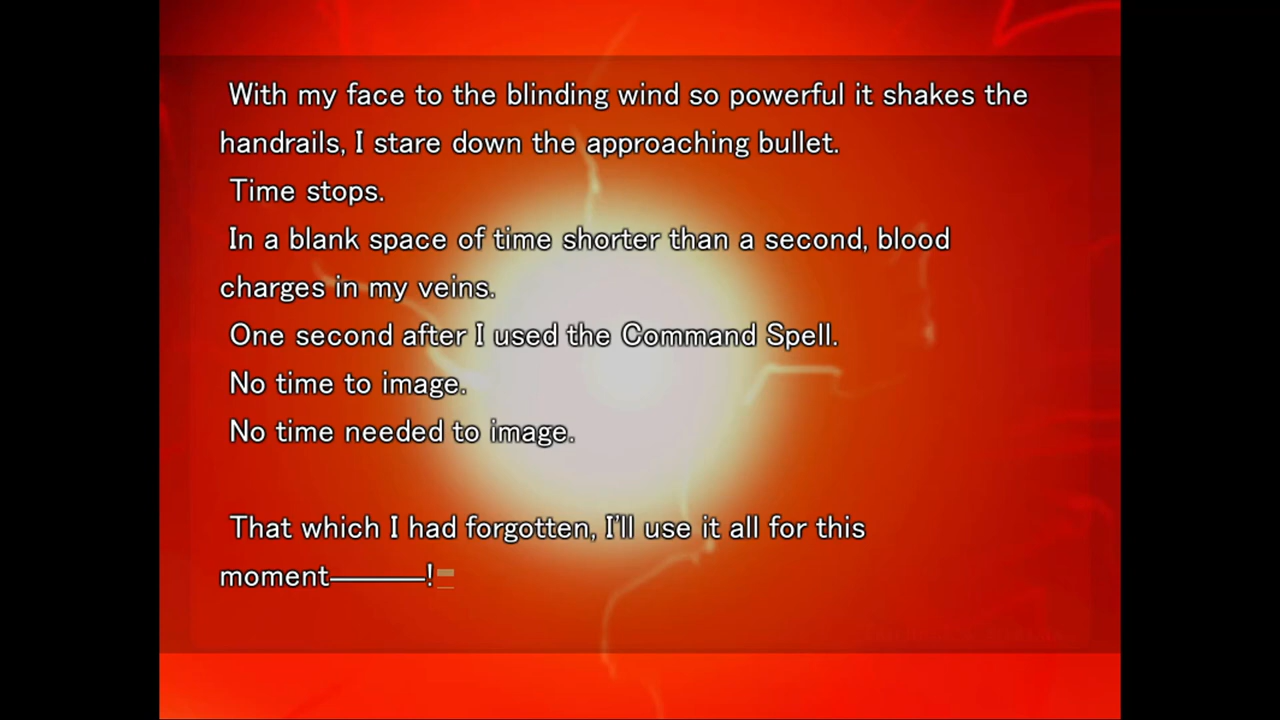 With my face to the blinding wind so powerful it shakes the
handrails, I stare down the approaching bullet.
Time stops.
In a blank space of time shorter than a second, blood
charges in my veins.
One second after I used the Command Spell.
No time to image.
No time needed to image.
That which I had forgotten, I'll use it all for this
moment―――!